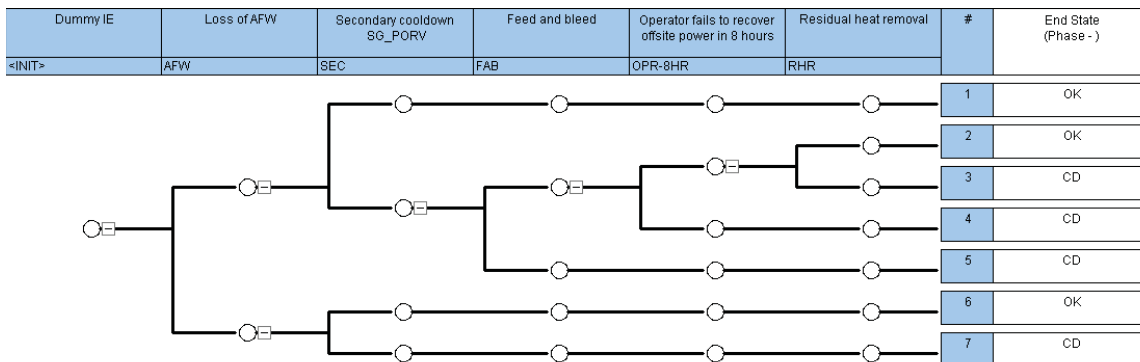 Dummy IE
Loss of AFW
Secondary cooldown
SG_PORV
Feed and bleed
Operator fails to recover
offsite power in 8 hours
Residual heat removal
#
End State
(Phase - )
<INIT>
AFW
SEC
FAB
OPR-8HR
RHR
1
OK
2
OK
3
CD
4
CD
5
CD
6
OK
7
CD